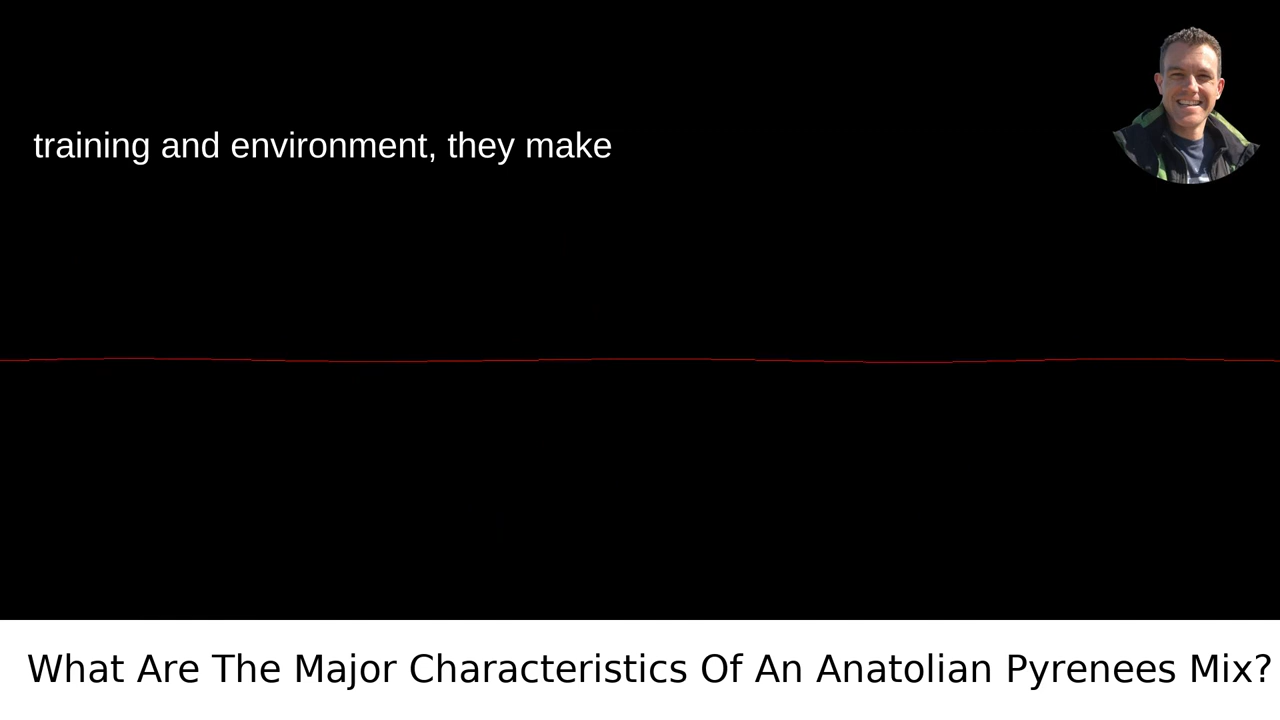 training and environment, they make
What Are The Major Characteristics Of An Anatolian Pyrenees Mix?